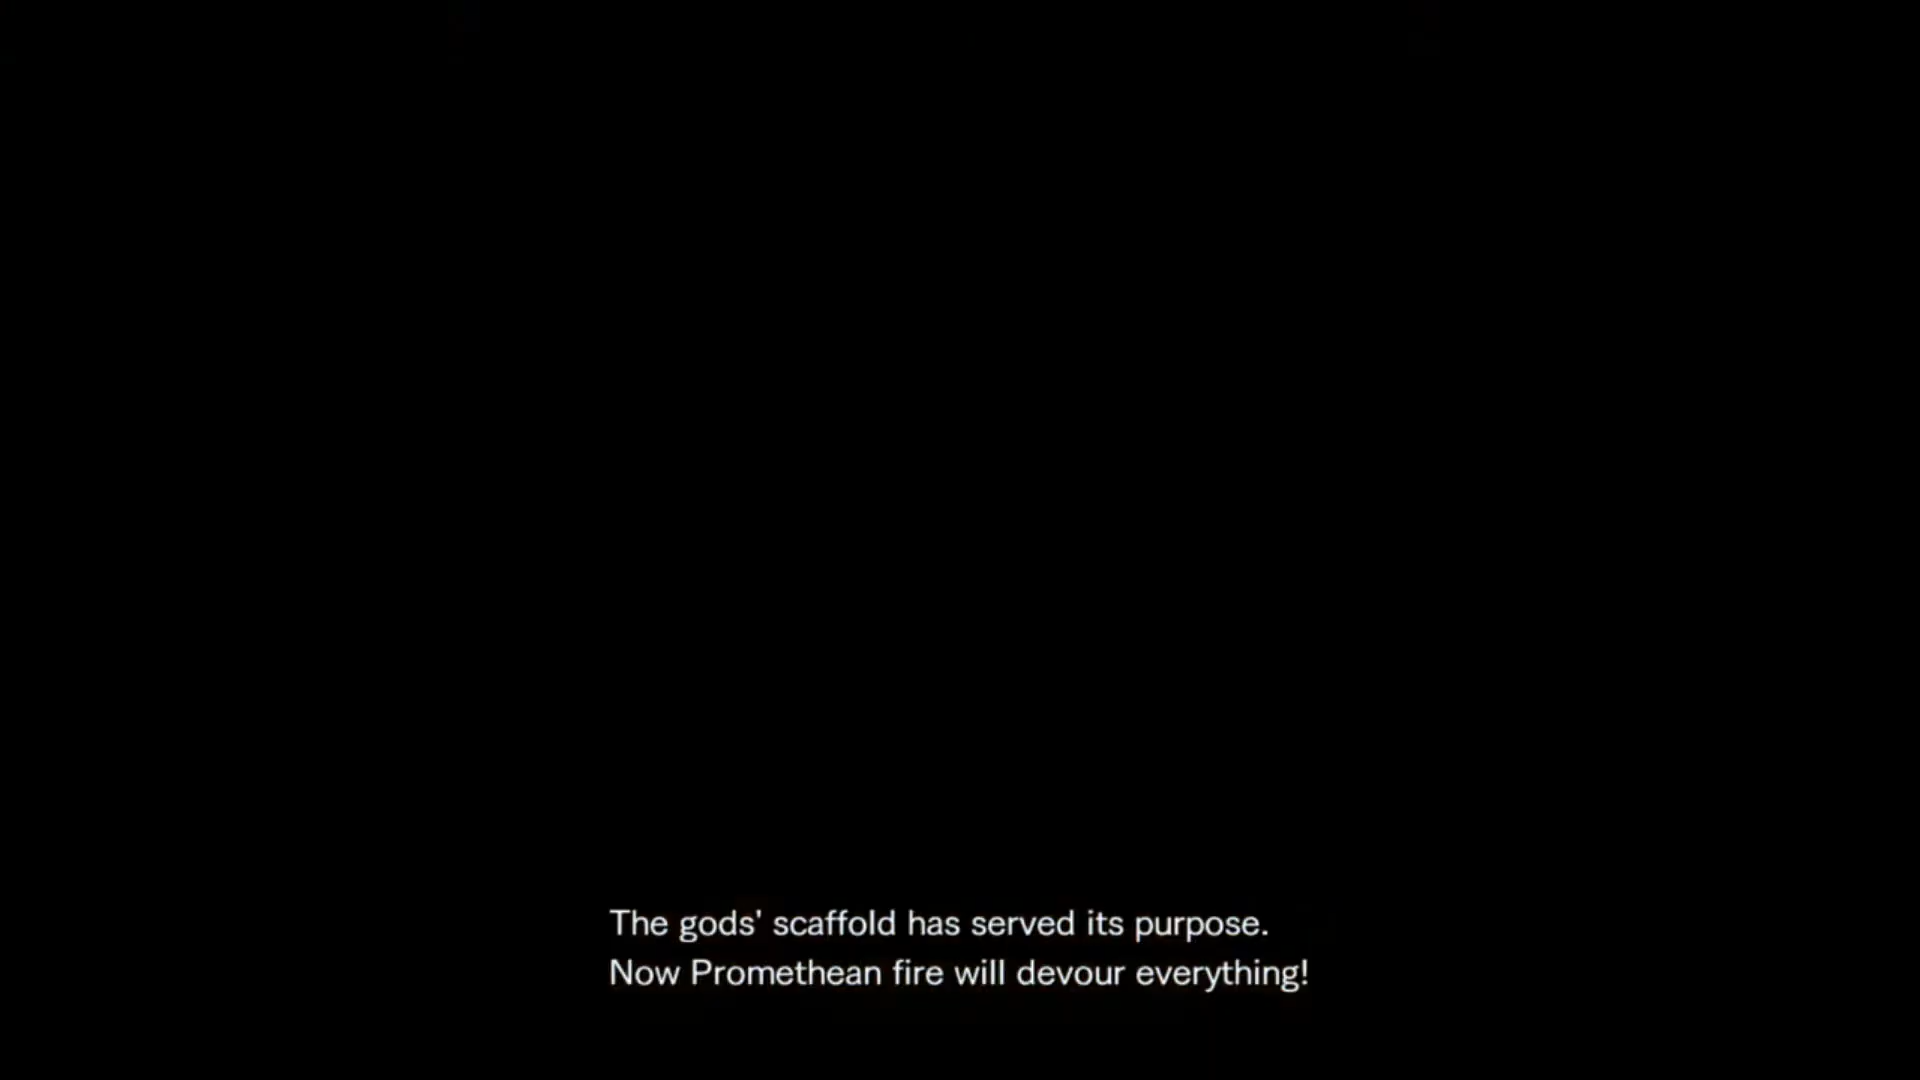 The gods' scaffold has served its purpose.
Now Promethean fire will devour everything!